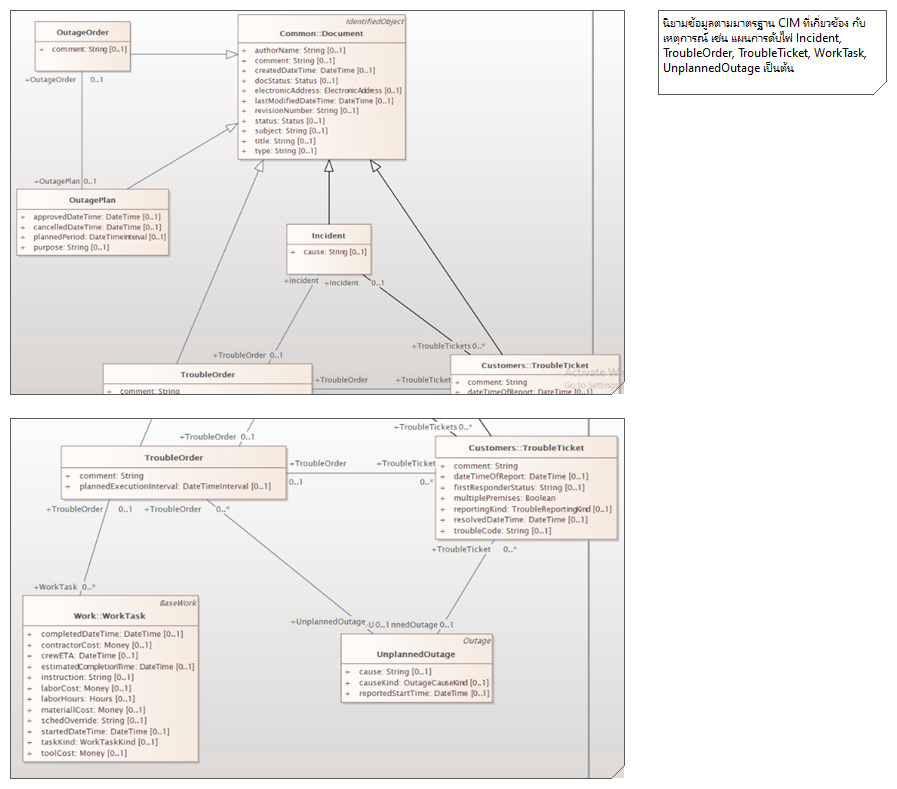 IdentifiedObject
Common::Document
+ authorName: String [0..1]
+ comment: String [0..1]
+ createdDateTime: DateTime [0..1]
+ docStatus: Status [0..1]
+ electronicAddress: ElectronicAddress [0..1]
+ lastModifiedDateTime: DateTime [0..1]
+ revisionNumber: String [0..1]
+ status: Status [0..1]
+ subject: String [0..1]
+ title: String [0..1]
+ type: String [0..1]
OutageOrder
+ comment: String [0..1]
+OutageOrder 0..1
+OutagePlan 0..1
OutagePlan
+ approvedDateTime: DateTime [0..1]
+ cancelledDateTime: DateTime [0..1]
+ plannedPeriod: DateTimeInterval [0..1]
+ purpose: String [0..1]
Incident
+ cause: String [0..1]
+Incident +Incident 0..1
+TroubleOrder 0..1
+TroubleTickets 0..*
TroubleOrder
+ comment: String
+TroubleOrder +TroubleTicket
Customers::TroubleTicket
+ comment: String
+ dateTimeOfReport: DateTime [0..1]
นิยามข้อมูลตามมาตรฐาน CIM ที่เกี่ยวข้อง กับ
เหตุการณ์ เช่น แผนการดับไฟ Incident,
TroubleOrder, TroubleTicket, WorkTask,
UnplannedOutage เป็นต้น
+TroubleOrder 0..1
+TroubleTickets 0..*
TroubleOrder
+ comment: String
+ plannedExecutionInterval: DateTimeInterval [0..1]
+TroubleOrder +TroubleTicket
0..1 0..*
Customers::TroubleTicket
+ comment: String
+ dateTimeOfReport: DateTime [0..1]
+ firstResponderStatus: String [0..1]
+ multiplePremises: Boolean
+ reportingKind: TroubleReportingKind [0..1]
+ resolvedDateTime: DateTime [0..1]
+ troubleCode: String [0..1]
+TroubleOrder 0..1 +TroubleOrder 0..*
+TroubleTicket 0..*
+WorkTask 0..*
BaseWork
Work::WorkTask
+ completedDateTime: DateTime [0..1]
+ contractorCost: Money [0..1]
+ crewETA: DateTime [0..1]
+ estimatedCompletionTime: DateTime [0..1]
+ instruction: String [0..1]
+ laborCost: Money [0..1]
+ laborHours: Hours [0..1]
+ materiallCost: Money [0..1]
+ schedOverride: String [0..1]
+ startedDateTime: DateTime [0..1]
+ taskKind: WorkTaskKind [0..1]
+ toolCost: Money [0..1]
+UnplannedOutage 0..1 nnedOutage 0..1
Outage
UnplannedOutage
+ cause: String [0..1]
+ causeKind: OutageCauseKind [0..1]
+ reportedStartTime: DateTime [0..1]